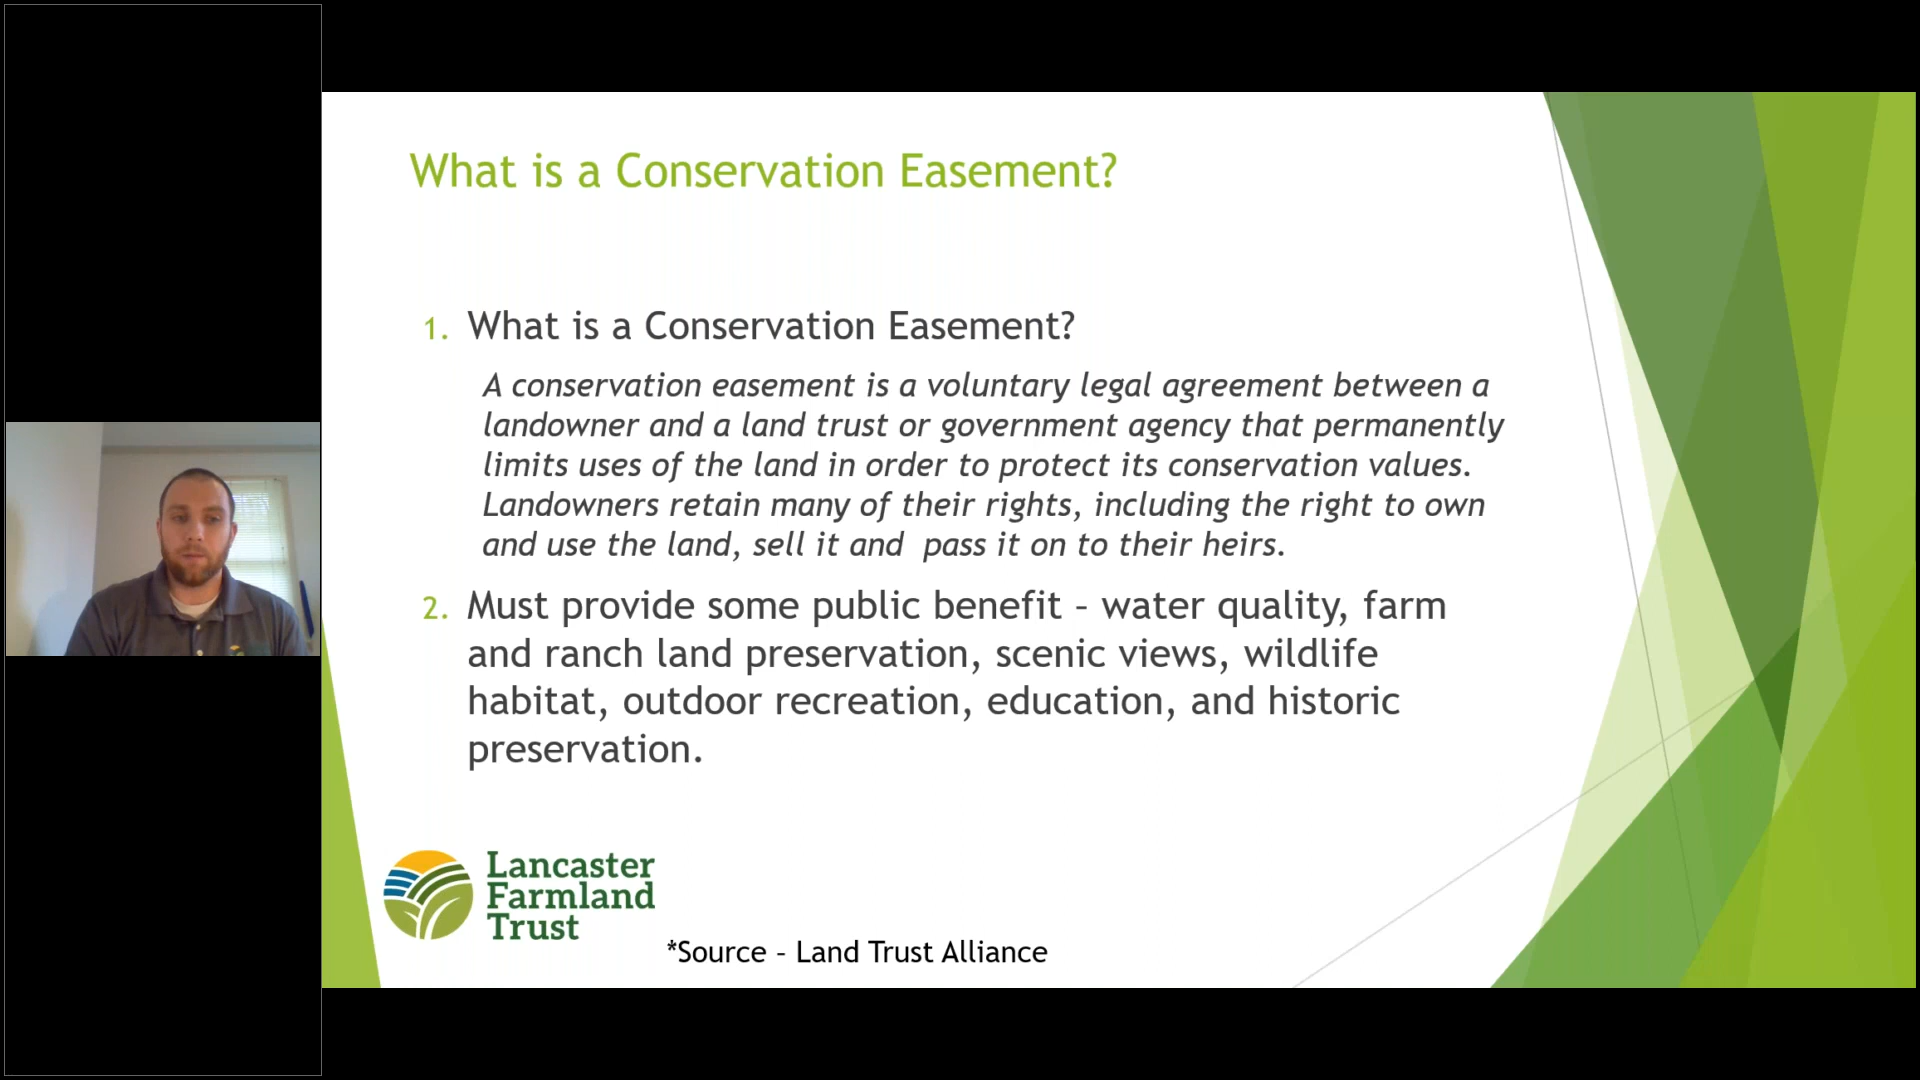 What is a Conservation Easement?
1. What is a Conservation Easement?
A conservation easement is a voluntary legal agreement between a
landowner and a land trust or government agency that permanently
limits uses of the land in order to protect its conservation values.
Landowners retain many of their rights, including the right to own
and use the land, sell it and  pass it on to their heirs.
2. Must provide some public benefit – water quality, farm
and ranch land preservation, scenic views, wildlife
habitat, outdoor recreation, education, and historic
preservation.
Lancaster
Farmland
Trust
*Source – Land Trust Alliance